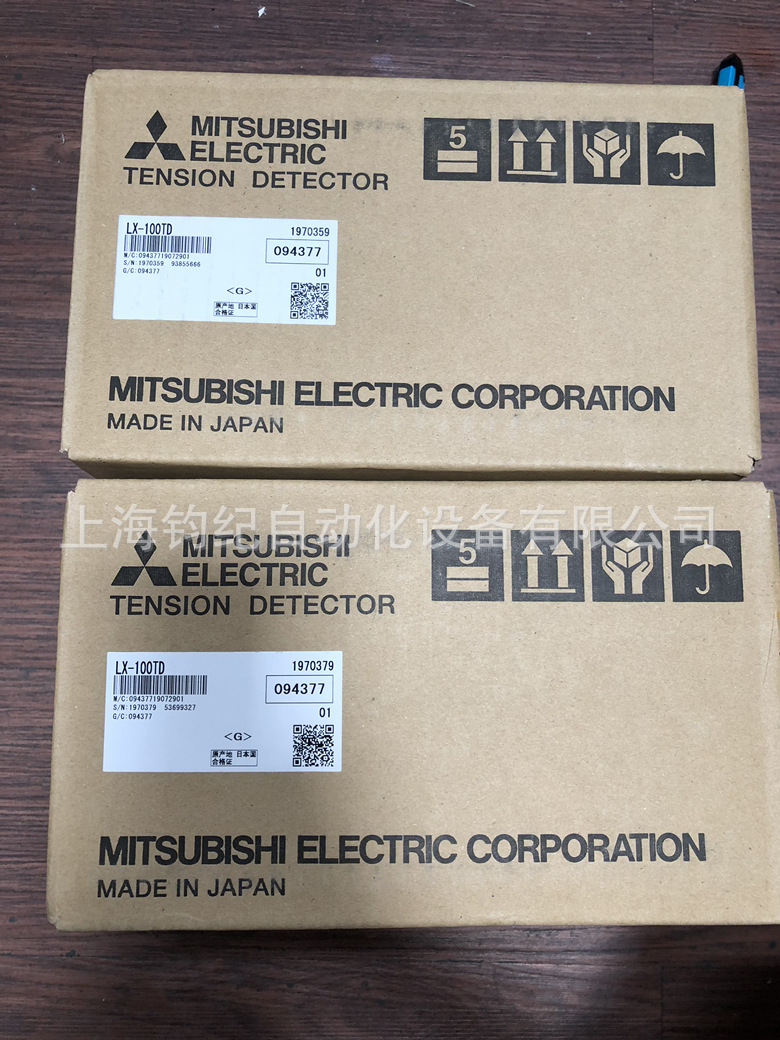 MITSUBISHI
ELECTRIC
TENSION DETECTOR
5
LX-100TD
1970359
M/C:09437719072901
094377
S/N:1970359 93855666
G/C:094377
01
<G>
原产地 日本国
合格证
MITSUBISHI ELECTRIC CORPORATION
MADE IN JAPAN
上海钧纪自动化设备有限公司
MITSUBISHI
ELECTRIC
TENSION DETECTOR
5
LX-100TD
1970379
M/C:09437719072901
094377
S/N:1970379 53699327
G/C:094377
01
<G>
原产地 日本国
合格证
MITSUBISHI ELECTRIC CORPORATION
MADE IN JAPAN